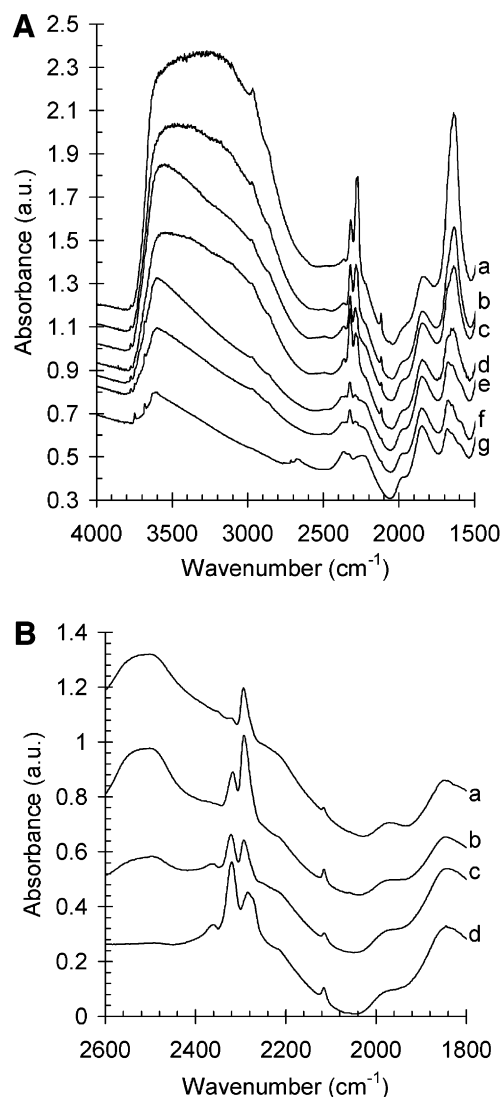 A
2.5
2.3
2.1
1.9
1.7
1.5
1.3
1.1
0.9
0.7
0.5
0.3
Absorbance (a.u.)
a
b
c
d
e
f
g
4000 3500 3000 2500 2000 1500
Wavenumber (cm-1)
B
1.4
1.2
1
0.8
0.6
0.4
0.2
0
Absorbance (a.u.)
a
b
c
d
2600 2400 2200 2000 1800
Wavenumber (cm-1)